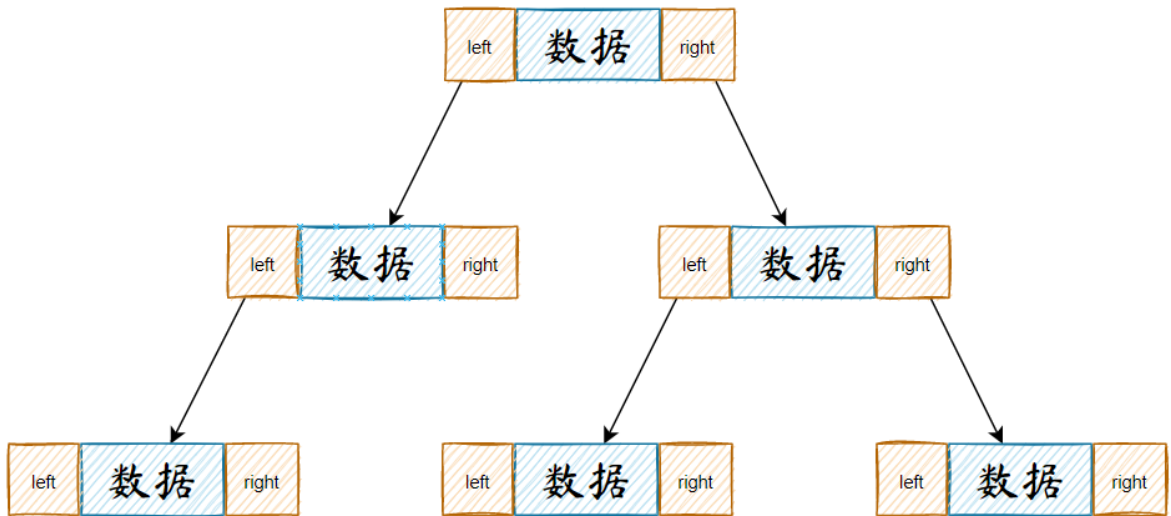 left 数据 right
left 数据 right left 数据 right
left 数据 right left 数据 right left 数据 right